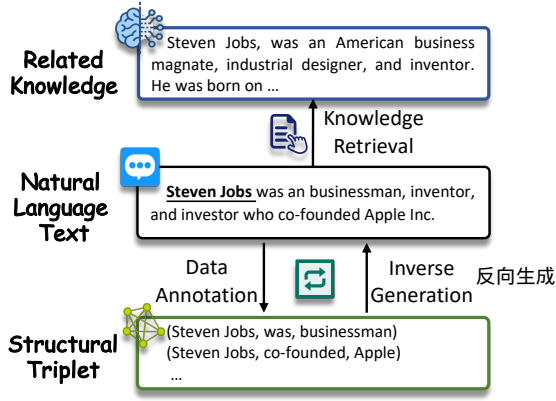 Related
Knowledge
Steven Jobs, was an American business
magnate, industrial designer, and inventor.
He was born on ...
Knowledge
Retrieval
Natural
Language
Text
Steven Jobs was an businessman, inventor,
and investor who co-founded Apple Inc.
Data
Annotation
Inverse
Generation
反向生成
Structural
Triplet
(Steven Jobs, was, businessman)
(Steven Jobs, co-founded, Apple)
...